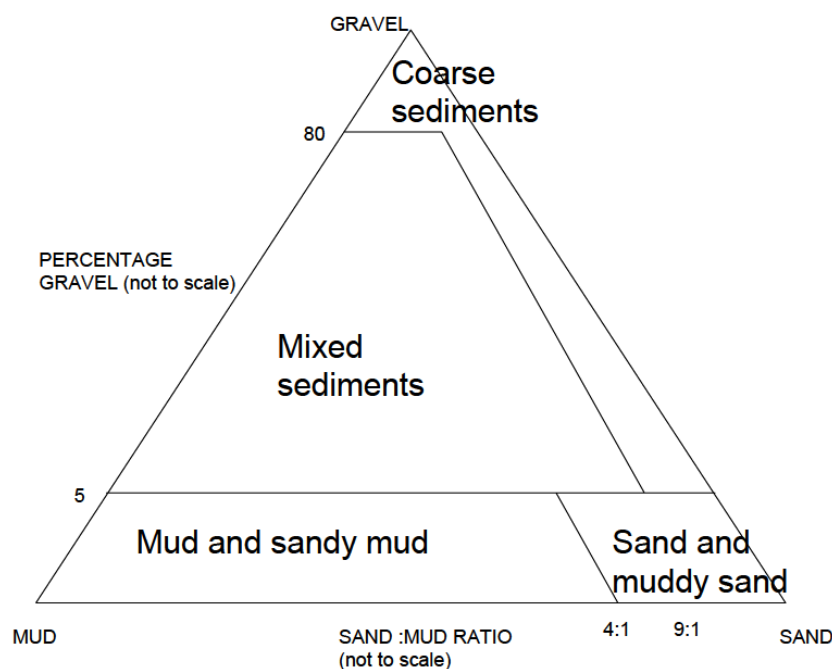 GRAVEL
Coarse
sediments
80
PERCENTAGE
GRAVEL (not to scale)
Mixed
sediments
5
Mud and sandy mud
Sand and
muddy sand
MUD
SAND :MUD RATIO
(not to scale)
4:1
9:1
SAND